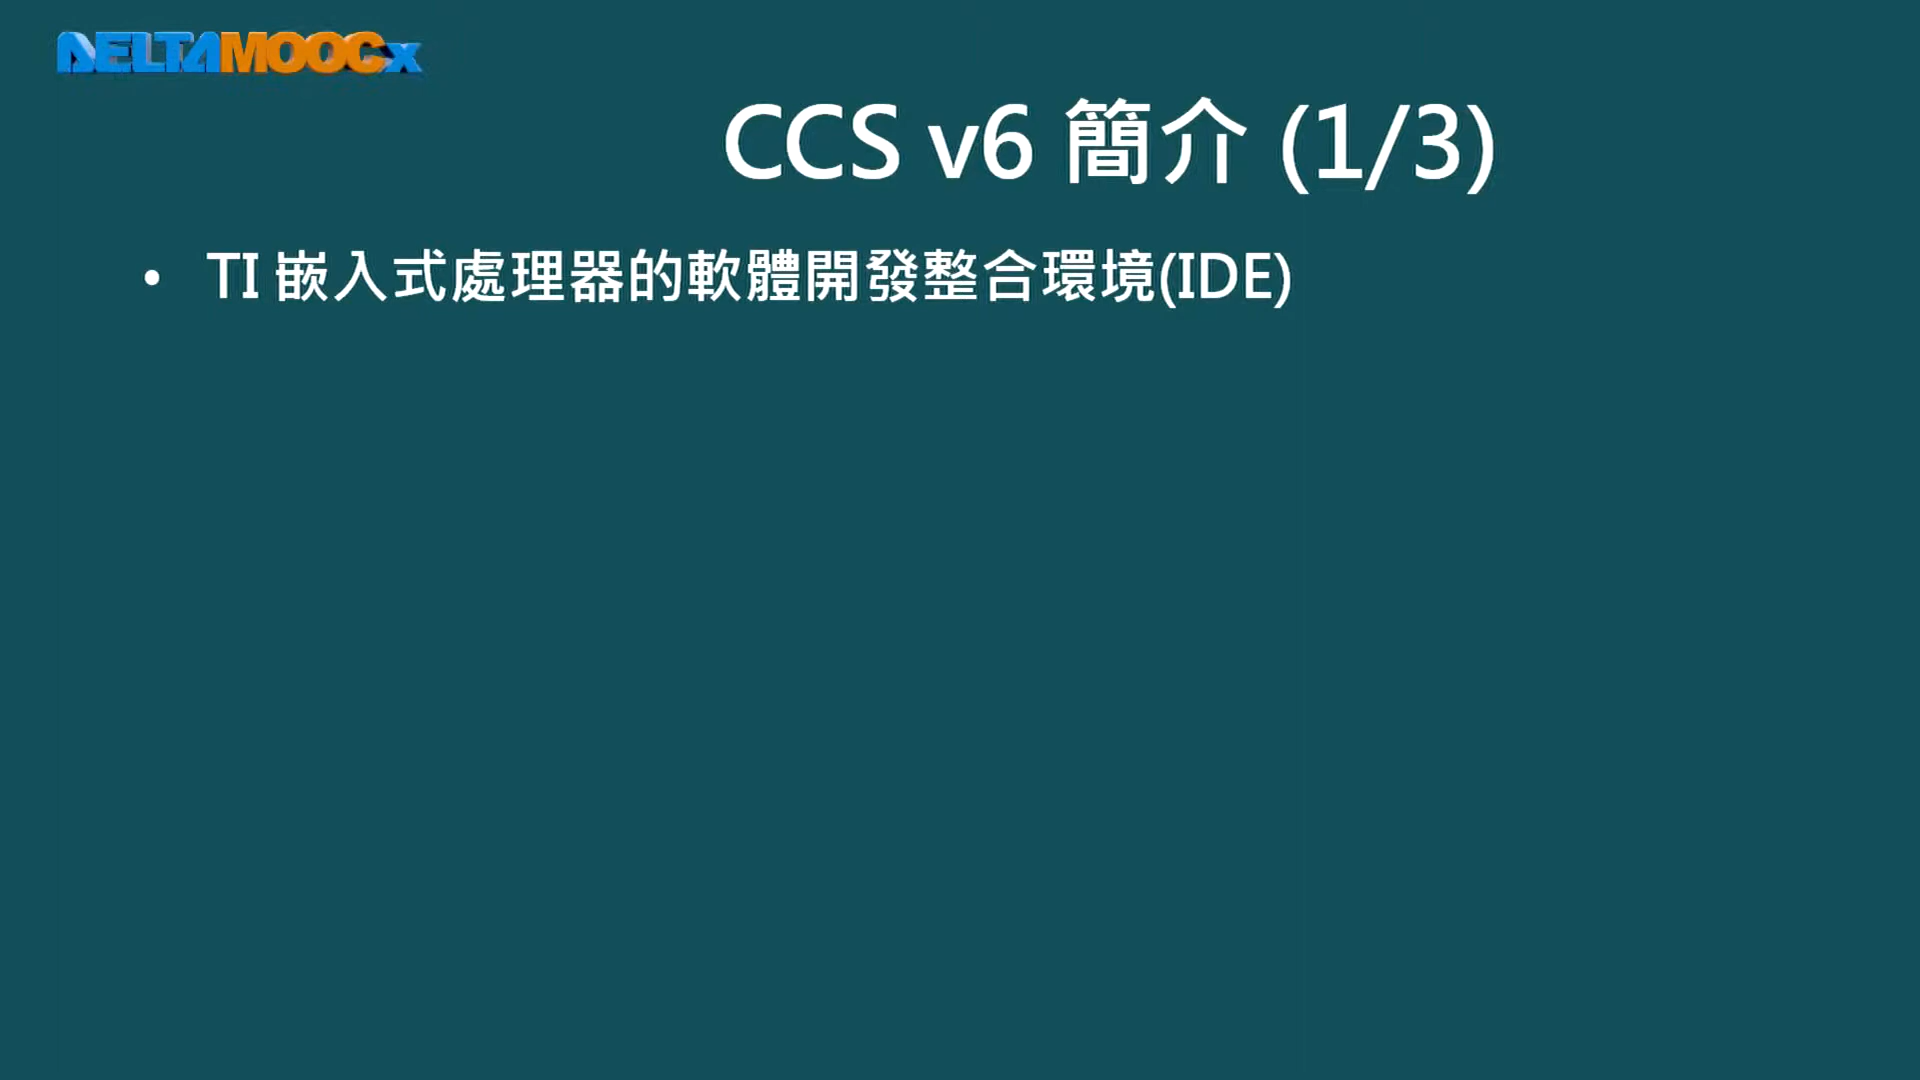 DELTAMOOCx
CCS v6 簡介 (1/3)
• TI 嵌入式處理器的軟體開發整合環境(IDE)